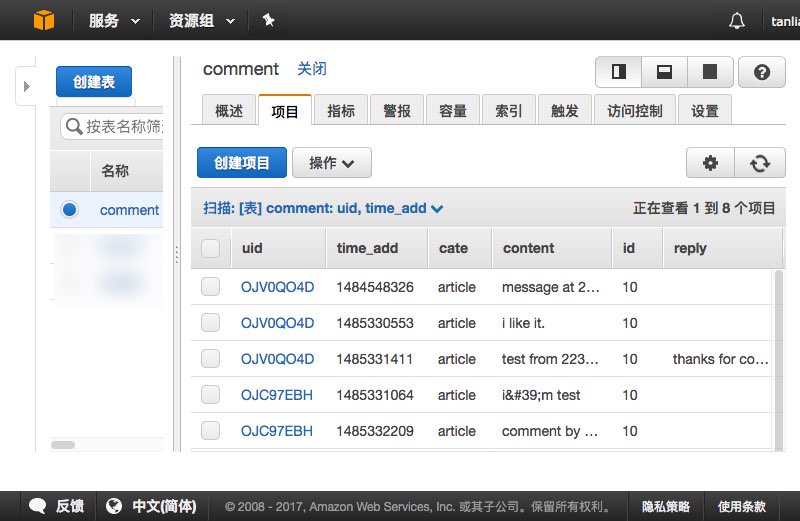 服务 资源组 tanlia
创建表
按表名称筛
名称
comment
comment 关闭
概述 项目 指标 警报 容量 索引 触发 访问控制 设置
创建项目 操作
扫描: [表] comment: uid, time_add 正在查看 1 到 8 个项目
uid time_add cate content id reply
OJV0QO4D 1484548326 article message at 2… 10
OJV0QO4D 1485330553 article i like it. 10
OJV0QO4D 1485331411 article test from 223… 10 thanks for co…
OJC97EBH 1485331064 article i&#39;m test 10
OJC97EBH 1485332209 article comment by … 10
反馈 中文(简体) © 2008 - 2017, Amazon Web Services, Inc. 或其子公司。保留所有权利。 隐私策略 使用条款